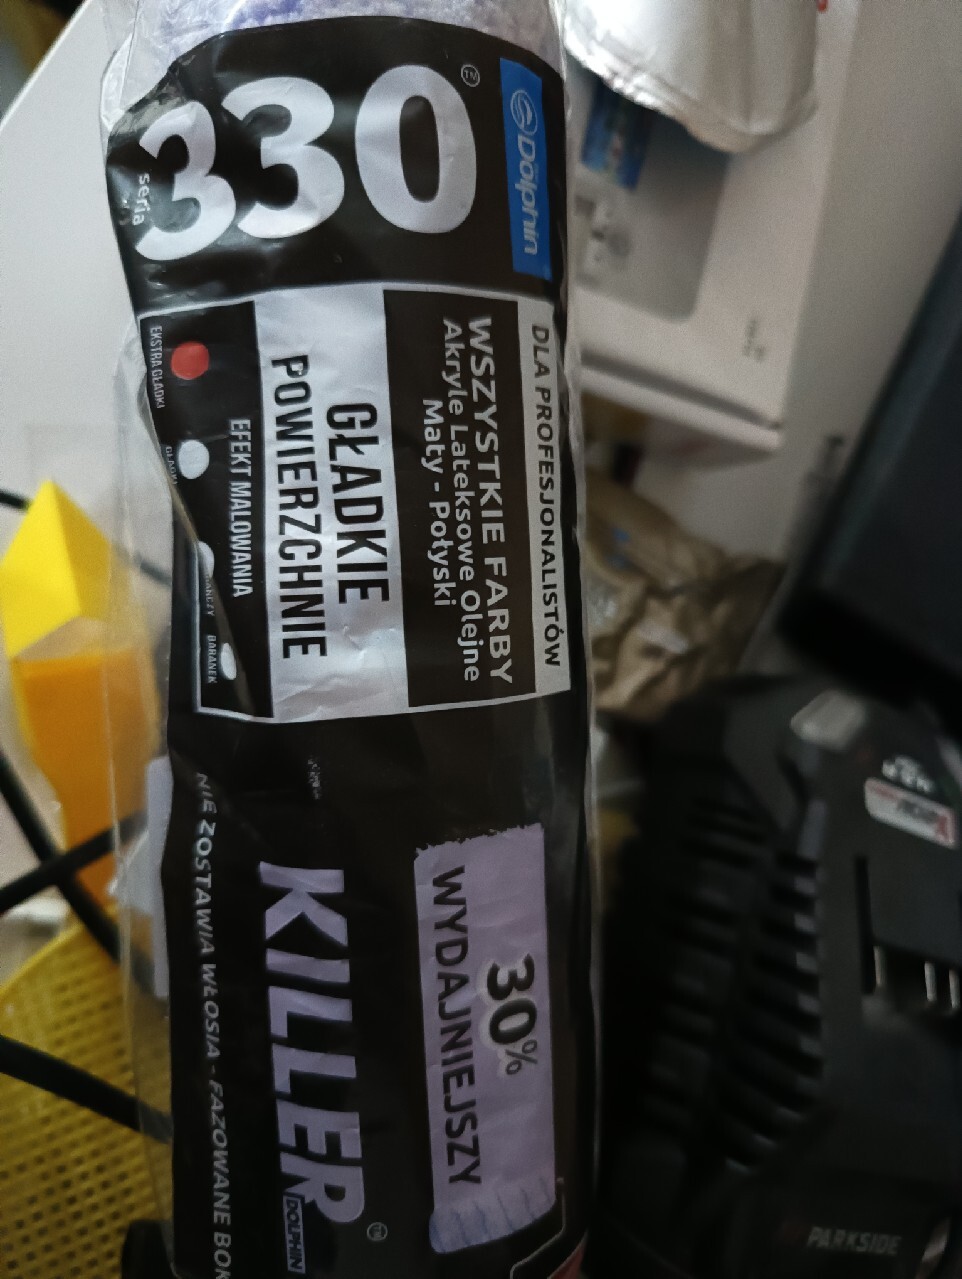 seria
330™
Dolphin
DLA PROFESJONALISTÓW
WSZYSTKIE FARBY
Akryle Lateksowe Olejne
Maty - Połyski
GŁADKIE
POWIERZCHNIE
EFEKT MALOWANIA
EKSTRA GŁADKI
BARANEK
30%
WYDAJNIEJSZY
KILLER
DOLPHIN
NIE ZOSTAWIA WŁOSIA - FAZOWANE BOK
PARKSIDE